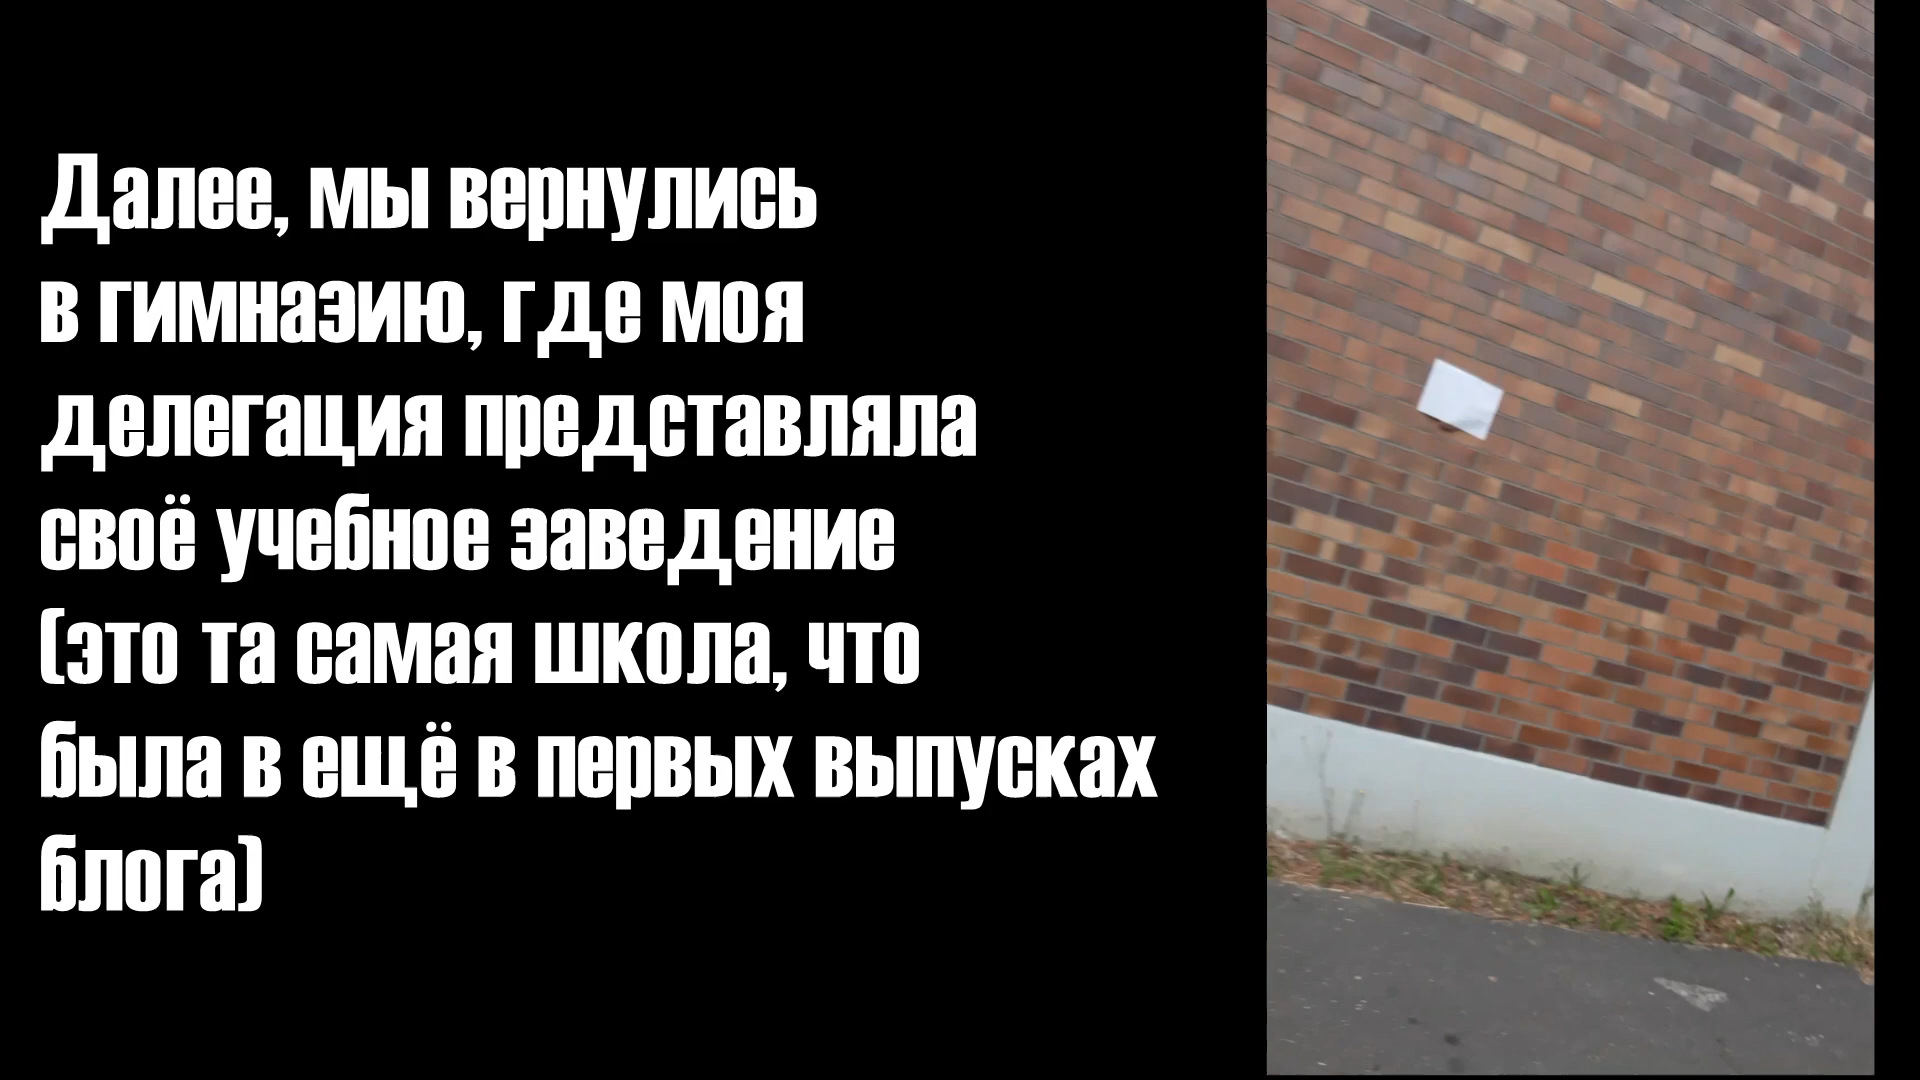 Далее, мы вернулись
в гимназию, где моя
делегация представляла
своё учебное заведение
(это та самая школа, что
была в ещё в первых выпусках
блога)